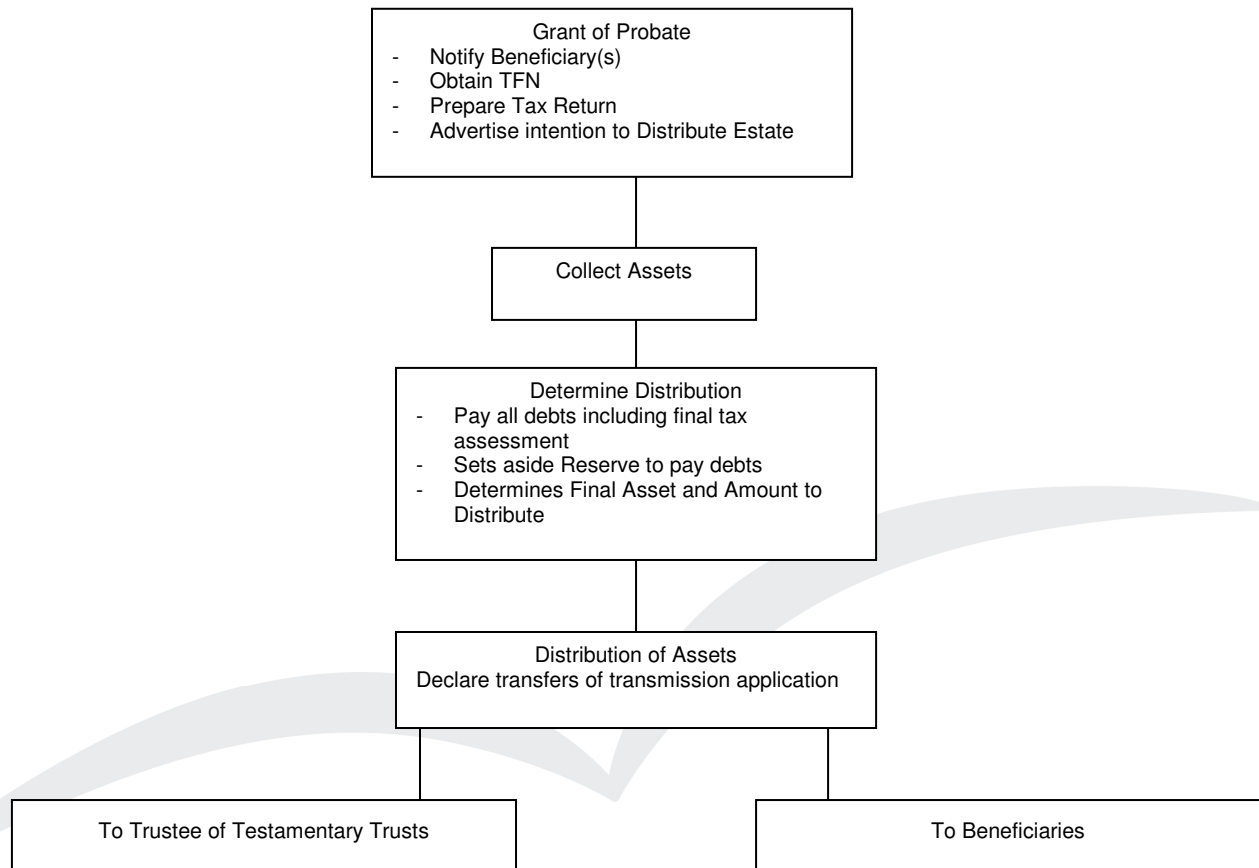 Grant of Probate
- Notify Beneficiary(s)
- Obtain TFN
- Prepare Tax Return
- Advertise intention to Distribute Estate
Collect Assets
Determine Distribution
- Pay all debts including final tax
assessment
- Sets aside Reserve to pay debts
- Determines Final Asset and Amount to
Distribute
Distribution of Assets
Declare transfers of transmission application
To Trustee of Testamentary Trusts
To Beneficiaries